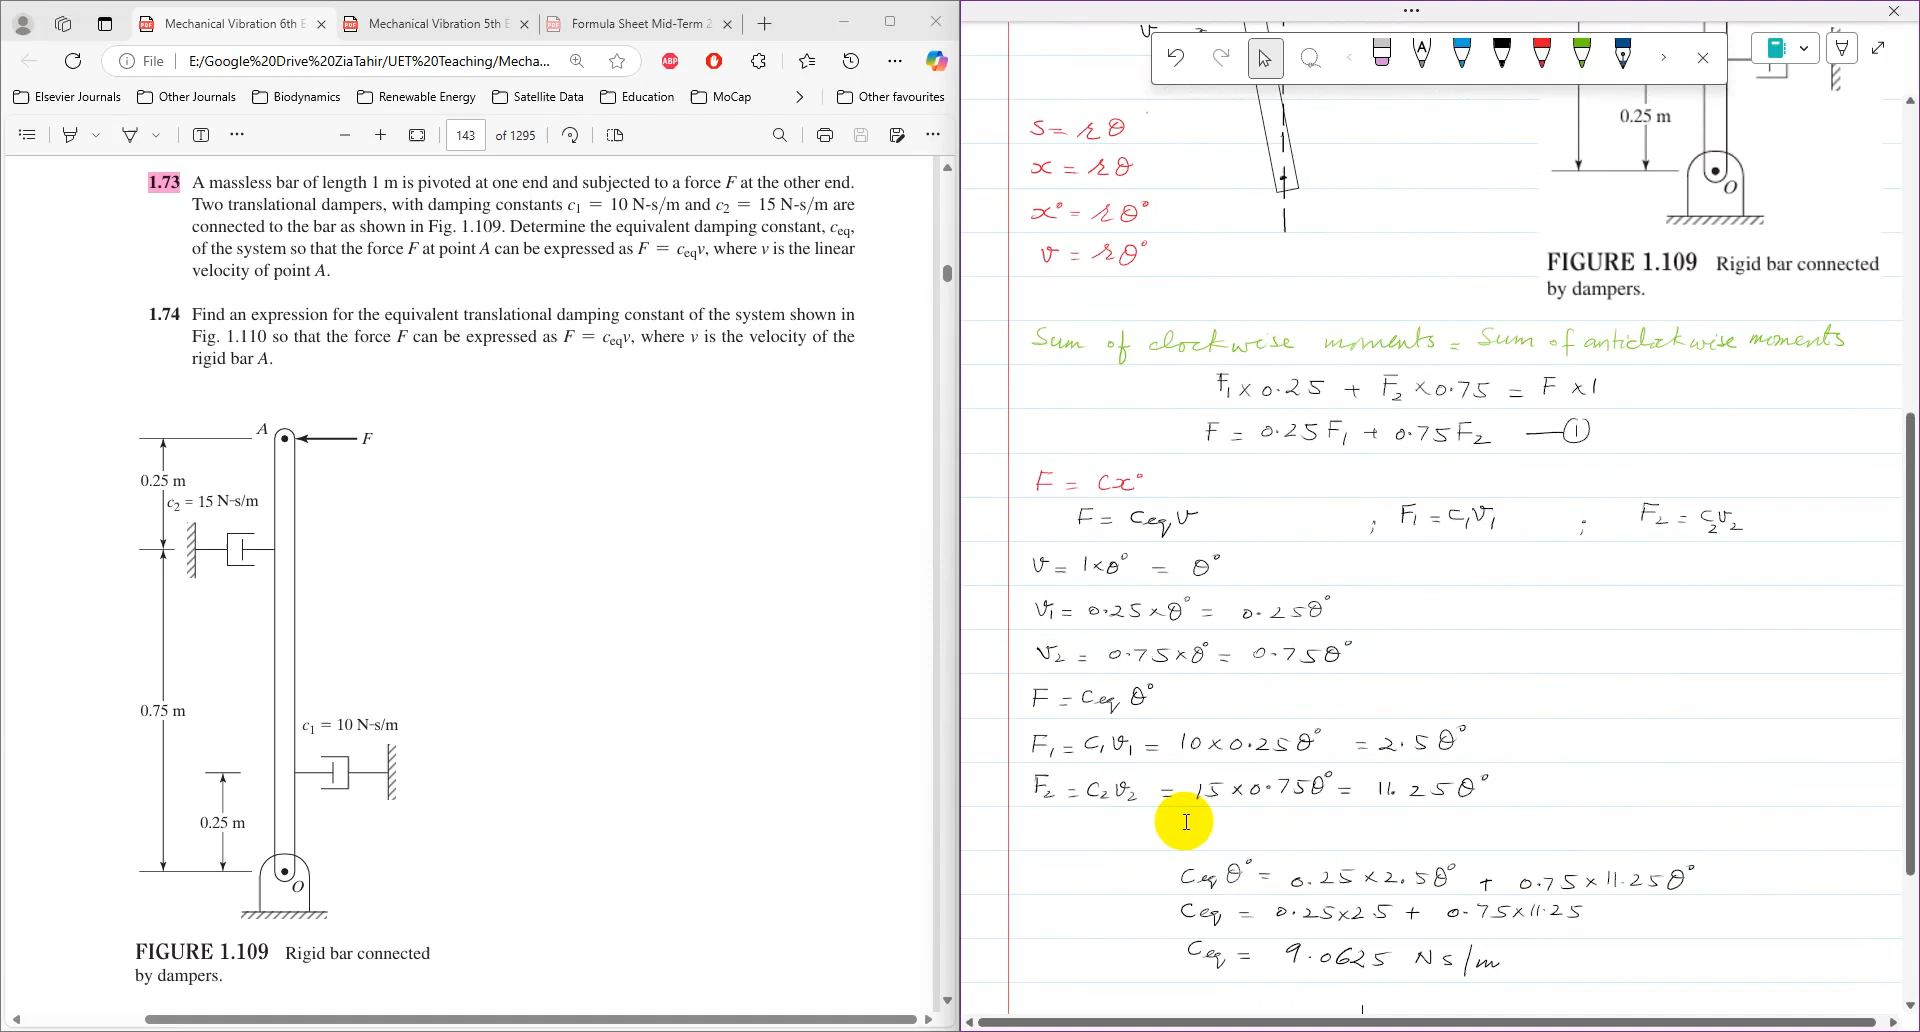 Mechanical Vibration 6th E
Mechanical Vibration 5th E
Formula Sheet Mid-Term 2
File
E:/Google%20Drive%20ZiaTahir/UET%20Teaching/Mecha...
ABP
Elsevier Journals
Other Journals
Biodynamics
Renewable Energy
Satellite Data
Education
MoCap
Other favourites
143 of 1295
1.73 A massless bar of length 1 m is pivoted at one end and subjected to a force F at the other end.
Two translational dampers, with damping constants c₁ = 10 N-s/m and c₂ = 15 N-s/m are
connected to the bar as shown in Fig. 1.109. Determine the equivalent damping constant, c_eq,
of the system so that the force F at point A can be expressed as F = c_eq v, where v is the linear
velocity of point A.
1.74 Find an expression for the equivalent translational damping constant of the system shown in
Fig. 1.110 so that the force F can be expressed as F = c_eq v, where v is the velocity of the
rigid bar A.
A
F
0.25 m
c₂ = 15 N-s/m
0.75 m
c₁ = 10 N-s/m
0.25 m
O
FIGURE 1.109 Rigid bar connected
by dampers.
S = rθ
x = rθ
x° = rθ°
v = rθ°
0.25 m
O
FIGURE 1.109 Rigid bar connected
by dampers.
Sum of clockwise moments = Sum of anticlockwise moments
F₁ × 0.25 + F₂ × 0.75 = F × 1
F = 0.25 F₁ + 0.75 F₂ — ①
F = cx°
F = C_eq v ; F₁ = C₁V₁ ; F₂ = C₂V₂
v = 1×θ° = θ°
v₁ = 0.25 × θ° = 0.25θ°
v₂ = 0.75×θ° = 0.75θ°
F = C_eq θ°
F₁ = C₁V₁ = 10 × 0.25θ° = 2.5θ°
F₂ = C₂V₂ = 15 × 0.75θ° = 11.25θ°
C_eq θ° = 0.25 × 2.5θ° + 0.75 × 11.25θ°
C_eq = 0.25×2.5 + 0.75×11.25
C_eq = 9.0625 Ns/m